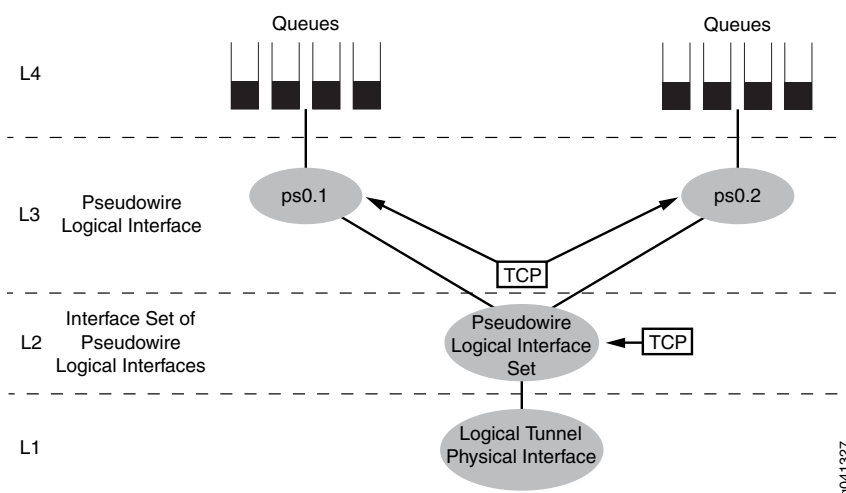 Queues
Queues
L4
L3
Pseudowire
Logical Interface
ps0.1
ps0.2
TCP
L2
Interface Set of
Pseudowire
Logical Interfaces
Pseudowire
Logical Interface
Set
TCP
L1
Logical Tunnel
Physical Interface
g041327